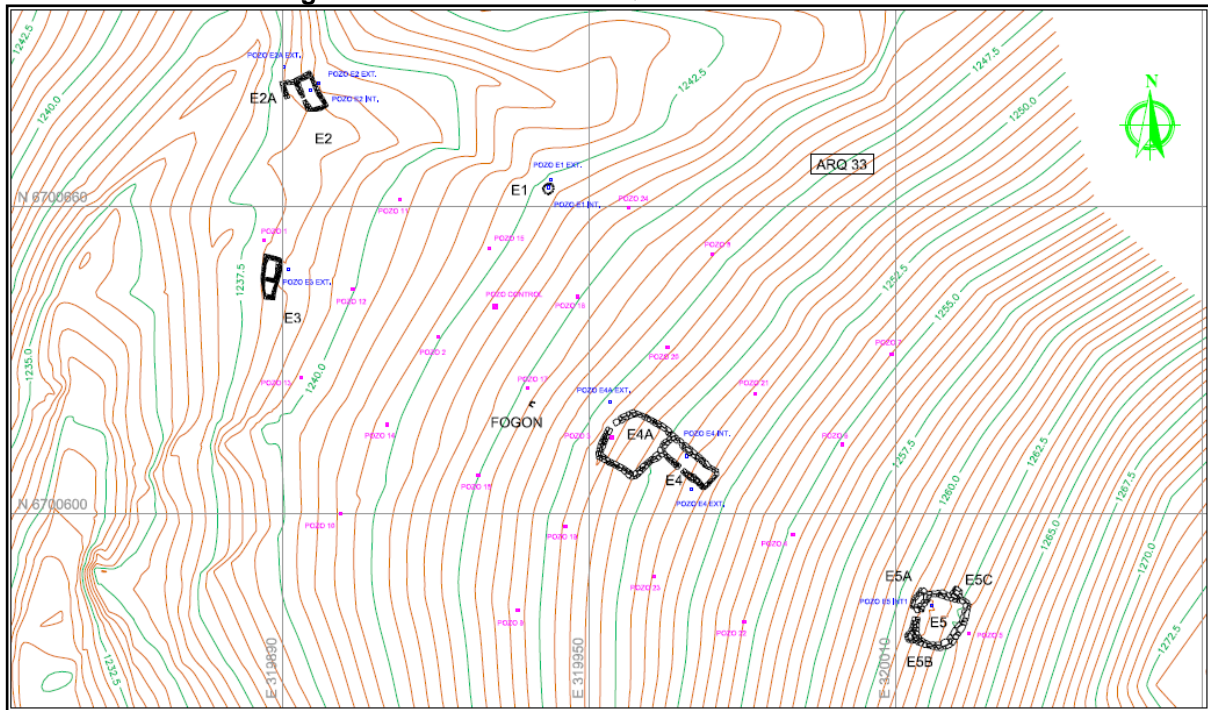 1242.5
1240.0
POZO E2A EXT.
POZO E2 EXT.
POZO E2 INT.
E2A
E2
1242.5
1247.5
1250.0
N
ARQ 33
POZO E1 EXT.
E1
POZO E1 INT.
N 6700660
POZO 11
POZO 24
POZO 1
POZO
1237.5
POZO E3 EXT.
E3
POZO 12
POZO CONTROL
POZO
POZO
1252.5
1255.0
1235.0
POZO 2
POZO 20
POZO 7
1240.0
POZO 13
POZO 17
FOGON
POZO E4A EXT.
POZO 21
POZO 14
POZO 3
E4A
POZO E4 INT.
POZO 6
E4
POZO E4 EXT.
1257.5
1260.0
1262.5
1267.5
1265.0
1270.0
1272.5
N 6700600
POZO 10
POZO
POZO 19
POZO
POZO 23
POZO 9
POZO 22
E5A
E5C
POZO E5 INT1
E5
POZO 5
E5B
1232.5
E 319890
E 319950
E 320010